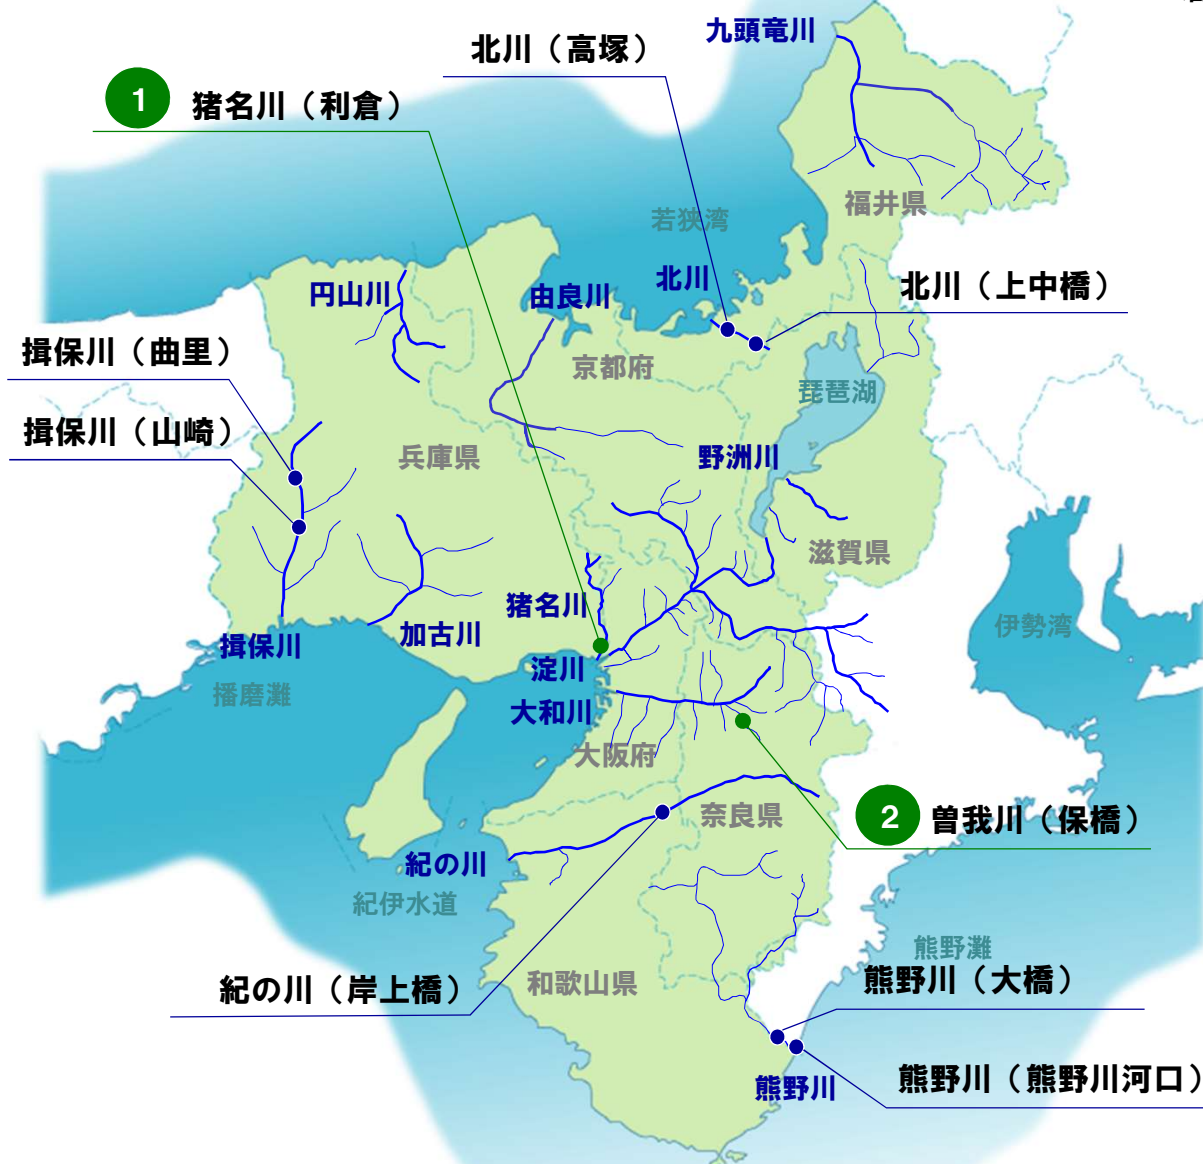 九頭竜川
北川（高塚）
1 猪名川（利倉）
福井県
若狭湾
北川
円山川
由良川
北川（上中橋）
揖保川（曲里）
京都府
琵琶湖
揖保川（山崎）
兵庫県
野洲川
滋賀県
猪名川
伊勢湾
加古川
揖保川
淀川
播磨灘
大和川
大阪府
奈良県
2 曽我川（保橋）
紀の川
紀伊水道
熊野灘
熊野川（大橋）
和歌山県
紀の川（岸上橋）
熊野川（熊野川河口）
熊野川